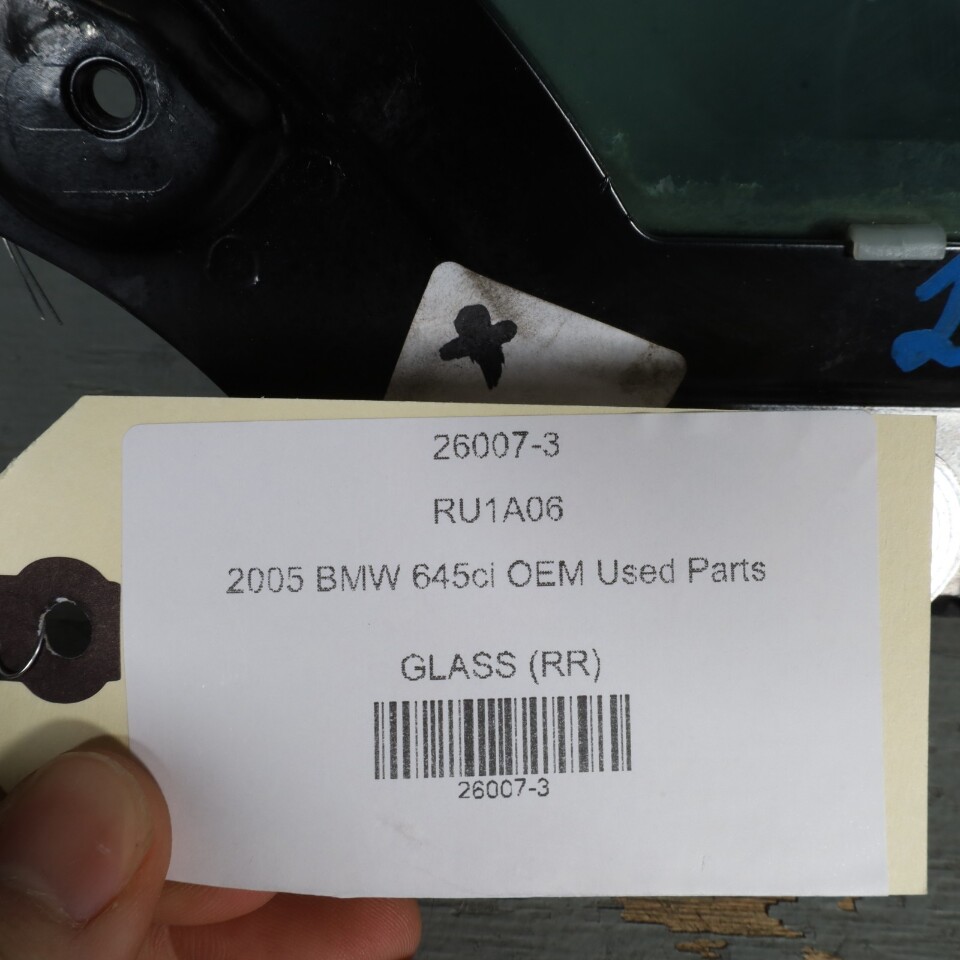 26007-3
RU1A06
2005 BMW 645ci OEM Used Parts
GLASS (RR)
26007-3